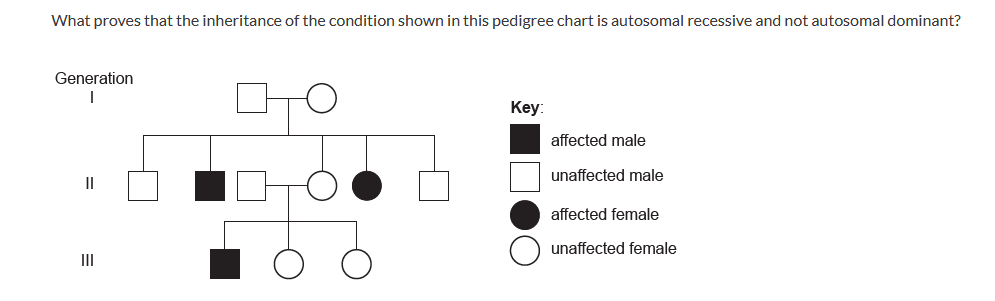 What proves that the inheritance of the condition shown in this pedigree chart is autosomal recessive and not autosomal dominant?
Generation
I
Key:
affected male
II
unaffected male
affected female
unaffected female
III